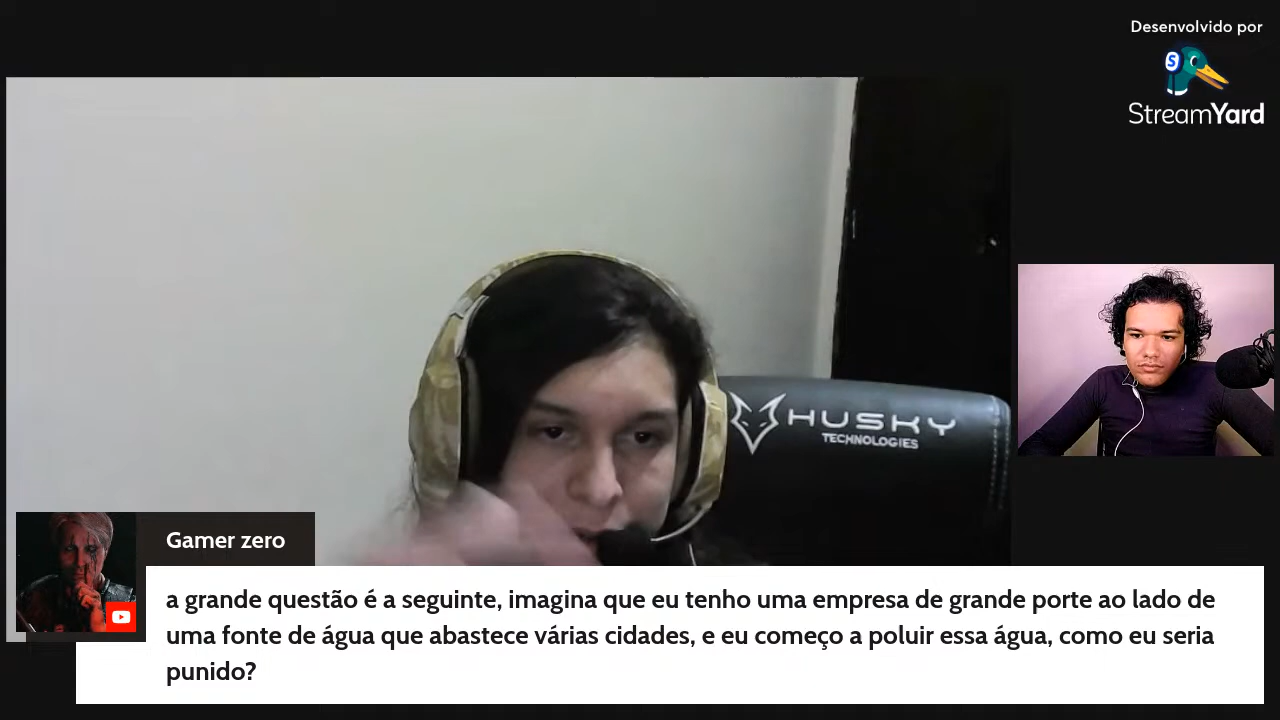 Desenvolvido por
StreamYard
HUSKY
TECHNOLOGIES
Gamer zero
a grande questão é a seguinte, imagina que eu tenho uma empresa de grande porte ao lado de
uma fonte de água que abastece várias cidades, e eu começo a poluir essa água, como eu seria
punido?